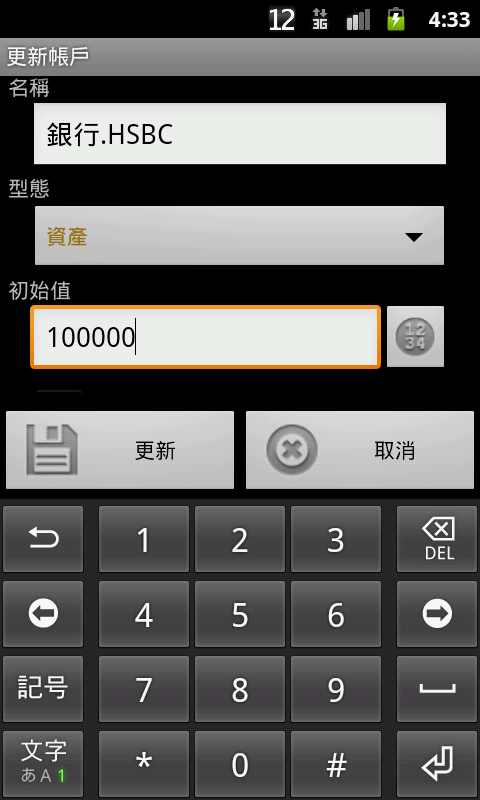 12 3G 4:33
更新帳戶
名稱
銀行.HSBC
型態
資產
初始值
100000
12
34
更新 取消
1 2 3 DEL
4 5 6
記号 7 8 9
文字
あ A 1
* 0 #